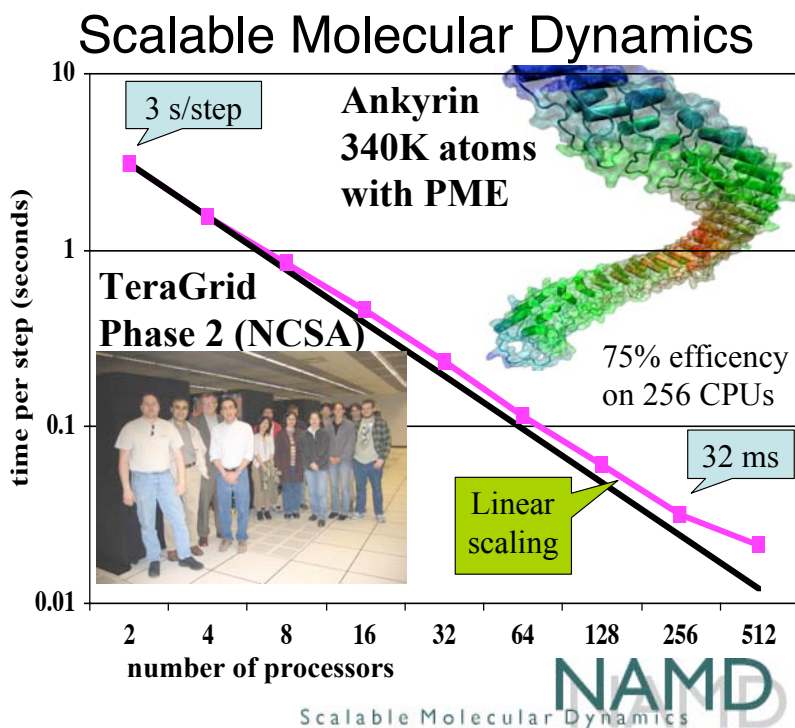 Scalable Molecular Dynamics
10
3 s/step
Ankyrin
340K atoms
with PME
1
time per step (seconds)
TeraGrid
Phase 2 (NCSA)
75% efficency
on 256 CPUs
0.1
32 ms
Linear
scaling
0.01
2 4 8 16 32 64 128 256 512
number of processors
NAMD
Scalable Molecular Dynamics